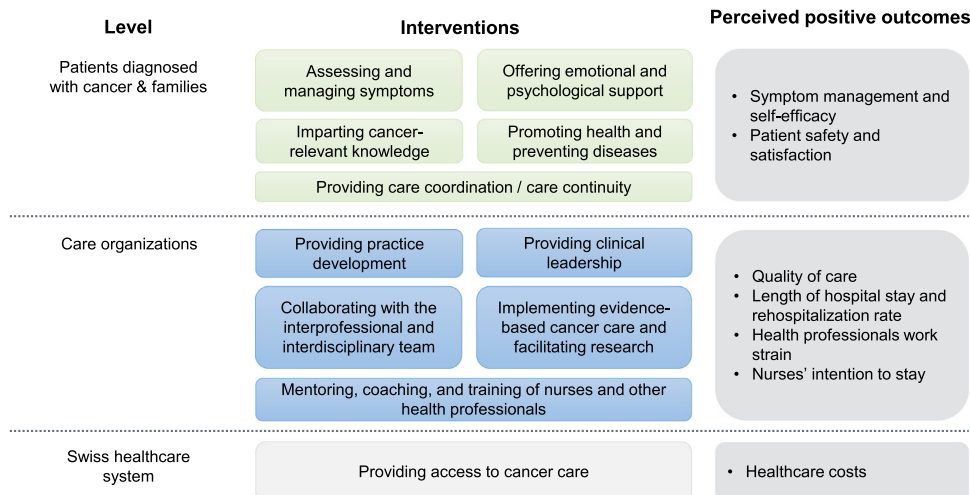 Level
Interventions
Perceived positive outcomes
Patients diagnosed
with cancer & families
Assessing and
managing symptoms
Offering emotional and
psychological support
Imparting cancer-
relevant knowledge
Promoting health and
preventing diseases
Providing care coordination / care continuity
• Symptom management and
self-efficacy
• Patient safety and
satisfaction
Care organizations
Providing practice
development
Providing clinical
leadership
Collaborating with the
interprofessional and
interdisciplinary team
Implementing evidence-
based cancer care and
facilitating research
Mentoring, coaching, and training of nurses and other
health professionals
• Quality of care
• Length of hospital stay and
rehospitalization rate
• Health professionals work
strain
• Nurses’ intention to stay
Swiss healthcare
system
Providing access to cancer care
• Healthcare costs